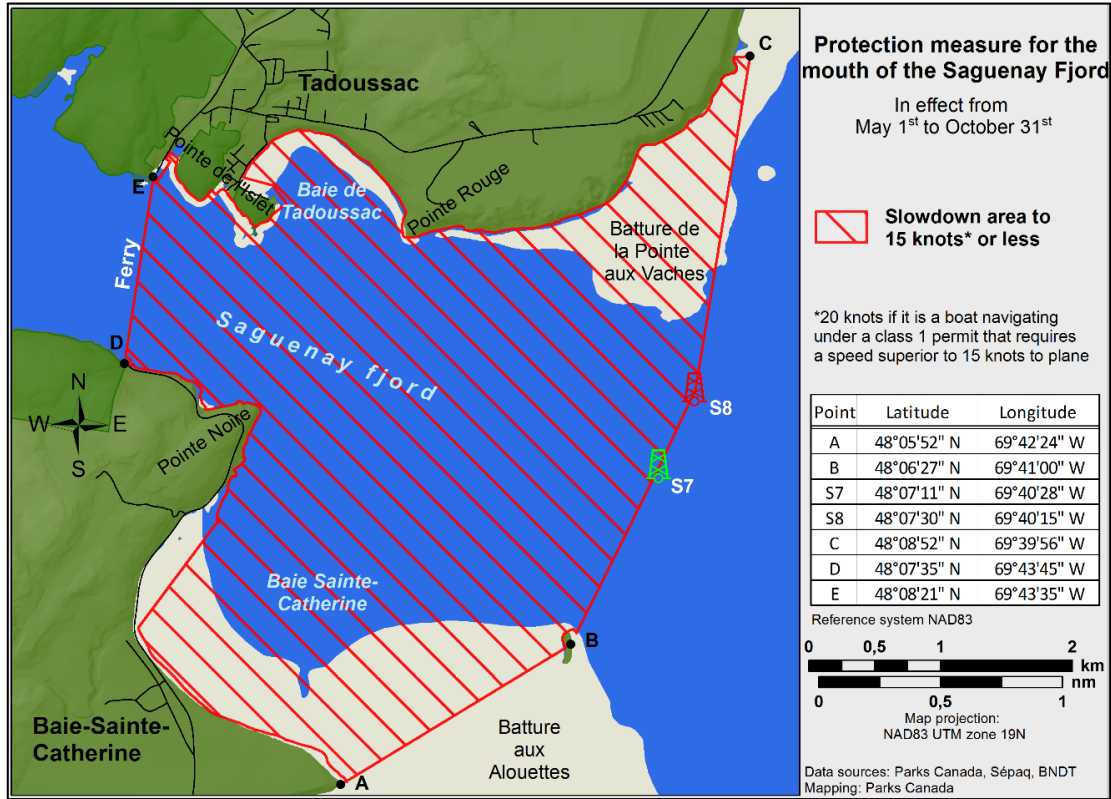 Protection measure for the
mouth of the Saguenay Fjord
In effect from
May 1st to October 31st
Slowdown area to
15 knots* or less
*20 knots if it is a boat navigating
under a class 1 permit that requires
a speed superior to 15 knots to plane
Point Latitude Longitude
A 48°05'52" N 69°42'24" W
B 48°06'27" N 69°41'00" W
S7 48°07'11" N 69°40'28" W
S8 48°07'30" N 69°40'15" W
C 48°08'52" N 69°39'56" W
D 48°07'35" N 69°43'45" W
E 48°08'21" N 69°43'35" W
Reference system NAD83
0 0,5 1 2
km
nm
0 0,5 1
Map projection:
NAD83 UTM zone 19N
Data sources: Parks Canada, Sépaq, BNDT
Mapping: Parks Canada
C
Tadoussac
Pointe de l'Islet
E
Baie de
Tadoussac
Pointe Rouge
Batture de
la Pointe
aux Vaches
Ferry
Saguenay fjord
D
N
W E
S
Pointe Noire
S8
S7
Baie Sainte-
Catherine
B
Baie-Sainte-
Catherine
Batture
aux
Alouettes
A